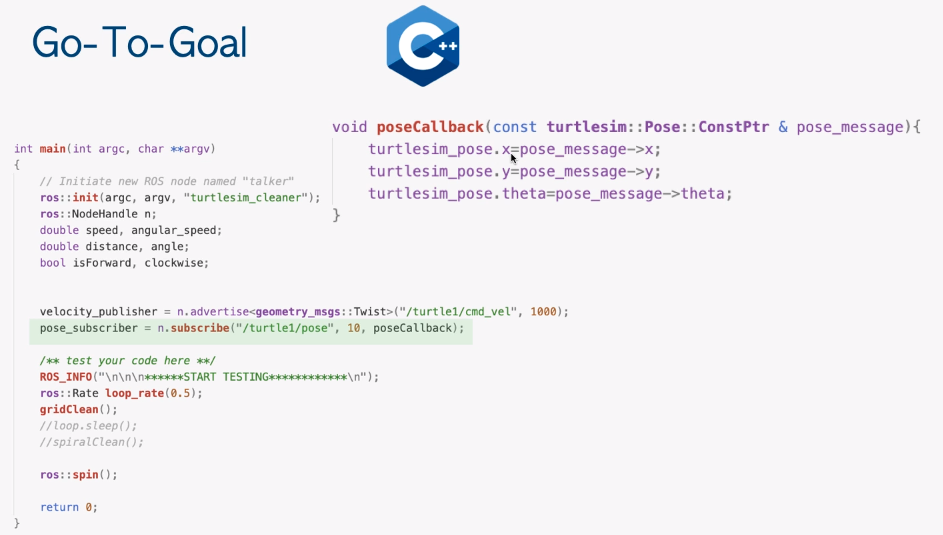 Go-To-Goal
C++
void poseCallback(const turtlesim::Pose::ConstPtr & pose_message){
turtlesim_pose.x=pose_message->x;
turtlesim_pose.y=pose_message->y;
turtlesim_pose.theta=pose_message->theta;
}
int main(int argc, char **argv)
{
// Initiate new ROS node named "talker"
ros::init(argc, argv, "turtlesim_cleaner");
ros::NodeHandle n;
double speed, angular_speed;
double distance, angle;
bool isForward, clockwise;
velocity_publisher = n.advertise<geometry_msgs::Twist>("/turtle1/cmd_vel", 1000);
pose_subscriber = n.subscribe("/turtle1/pose", 10, poseCallback);
/** test your code here **/
ROS_INFO("\n\n\n******START TESTING************\n");
ros::Rate loop_rate(0.5);
gridClean();
//loop.sleep();
//spiralClean();
ros::spin();
return 0;
}